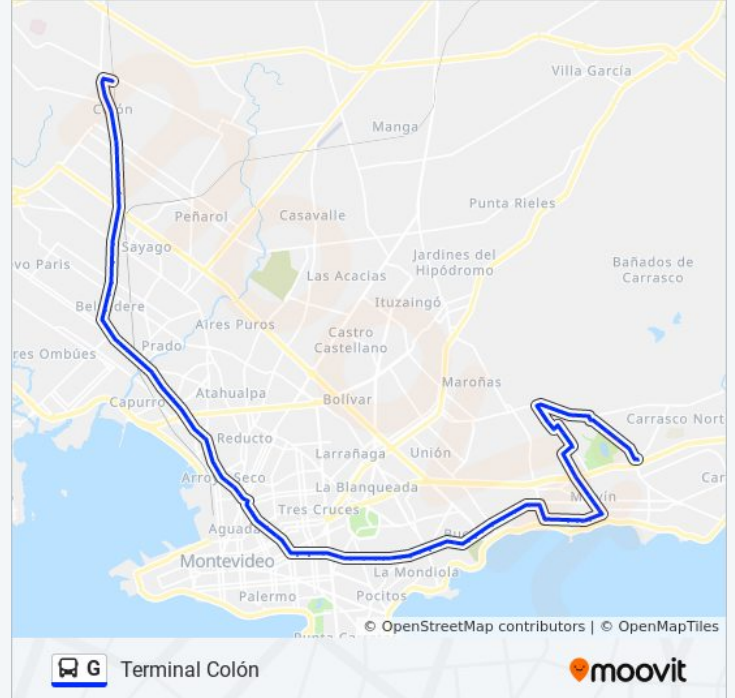 Villa García
Colón
Manga
Punta Rieles
Peñarol
Casavalle
Sayago
Jardines del
Hipódromo
Bañados de
Carrasco
vo Paris
Las Acacias
Ituzaingó
Belvedere
Aires Puros
Castro
Castellano
Prado
res Ombúes
Maroñas
Atahualpa
Bolívar
Capurro
Carrasco Nort
Reducto
Larrañaga
Unión
Arroyo Seco
La Blanqueada
Car
Malvín
Tres Cruces
Aguada
Bu
Montevideo
La Mondiola
Palermo
Pocitos
Punta Ca
© OpenStreetMap contributors | © OpenMapTiles
G Terminal Colón
moovit